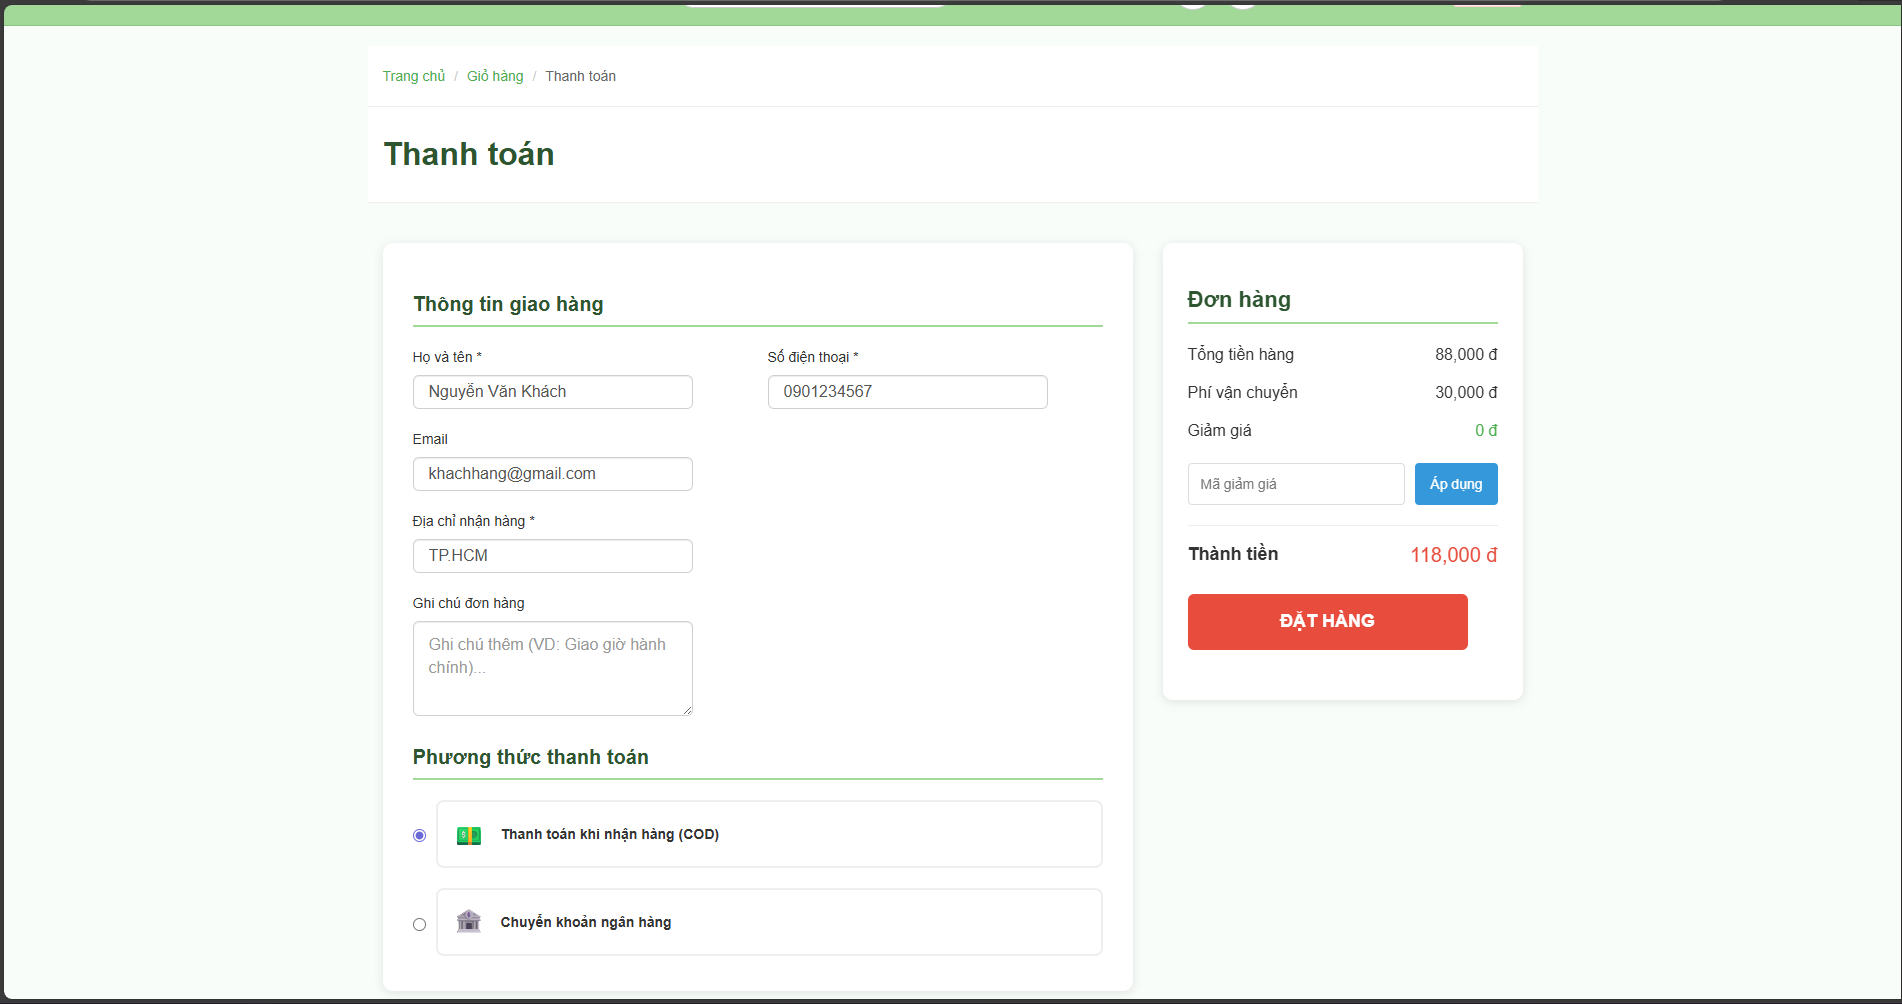 Trang chủ / Giỏ hàng / Thanh toán
Thanh toán
Thông tin giao hàng
Họ và tên *
Số điện thoại *
Nguyễn Văn Khách
0901234567
Email
khachhang@gmail.com
Địa chỉ nhận hàng *
TP.HCM
Ghi chú đơn hàng
Ghi chú thêm (VD: Giao giờ hành
chính)...
Phương thức thanh toán
Thanh toán khi nhận hàng (COD)
Chuyển khoản ngân hàng
Đơn hàng
Tổng tiền hàng 88,000 đ
Phí vận chuyển 30,000 đ
Giảm giá 0 đ
Mã giảm giá Áp dụng
Thành tiền 118,000 đ
ĐẶT HÀNG